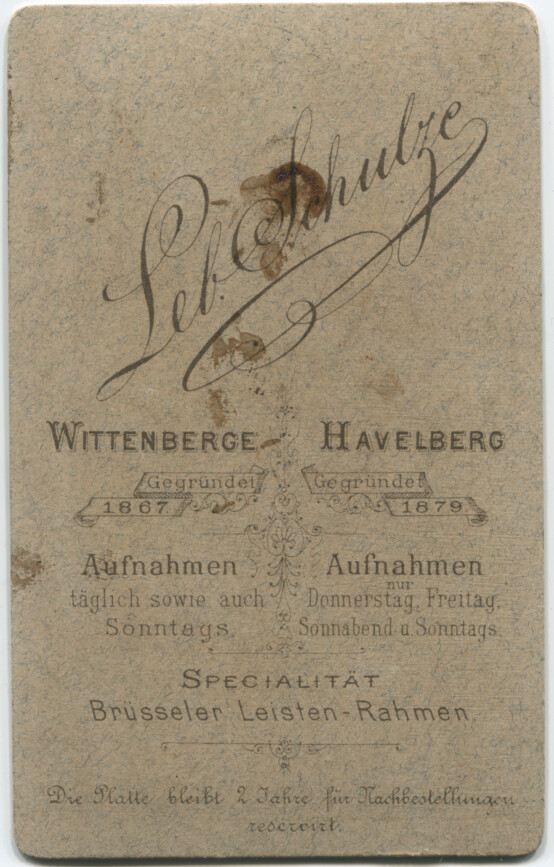 Leb. Schulze
WITTENBERGE
Gegründet
1867
Aufnahmen
täglich sowie auch
Sonntags.
HAVELBERG
Gegründet
1879
Aufnahmen
nur
Donnerstag, Freitag,
Sonnabend u. Sonntags.
SPECIALITÄT
Brüsseler Leisten-Rahmen.
Die Platte bleibt 2 Jahre für Nachbestellungen
reservirt.